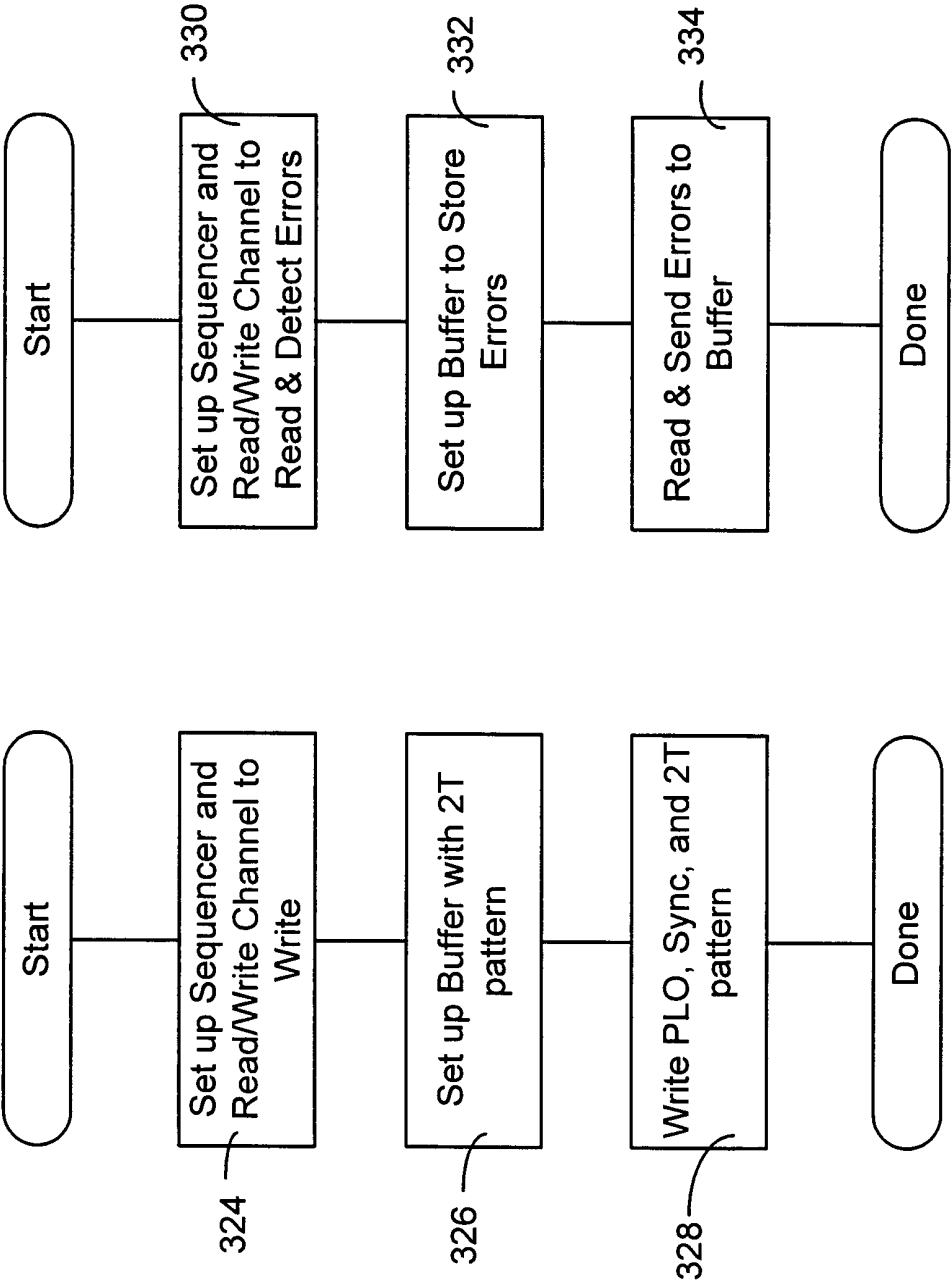 Start
324
Set up Sequencer and
Read/Write Channel to
Write
326
Set up Buffer with 2T
pattern
328
Write PLO, Sync, and 2T
pattern
Done
Start
330
Set up Sequencer and
Read/Write Channel to
Read & Detect Errors
332
Set up Buffer to Store
Errors
334
Read & Send Errors to
Buffer
Done